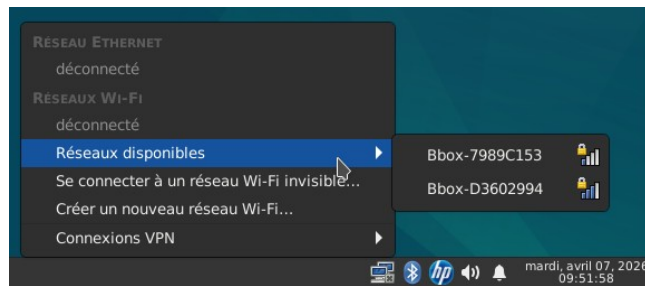 RÉSEAU ETHERNET
déconnecté
RÉSEAUX WI-FI
déconnecté
Réseaux disponibles
Se connecter à un réseau Wi-Fi invisible...
Créer un nouveau réseau Wi-Fi...
Connexions VPN
Bbox-7989C153
Bbox-D3602994
hp
mardi, avril 07, 2026
09:51:58